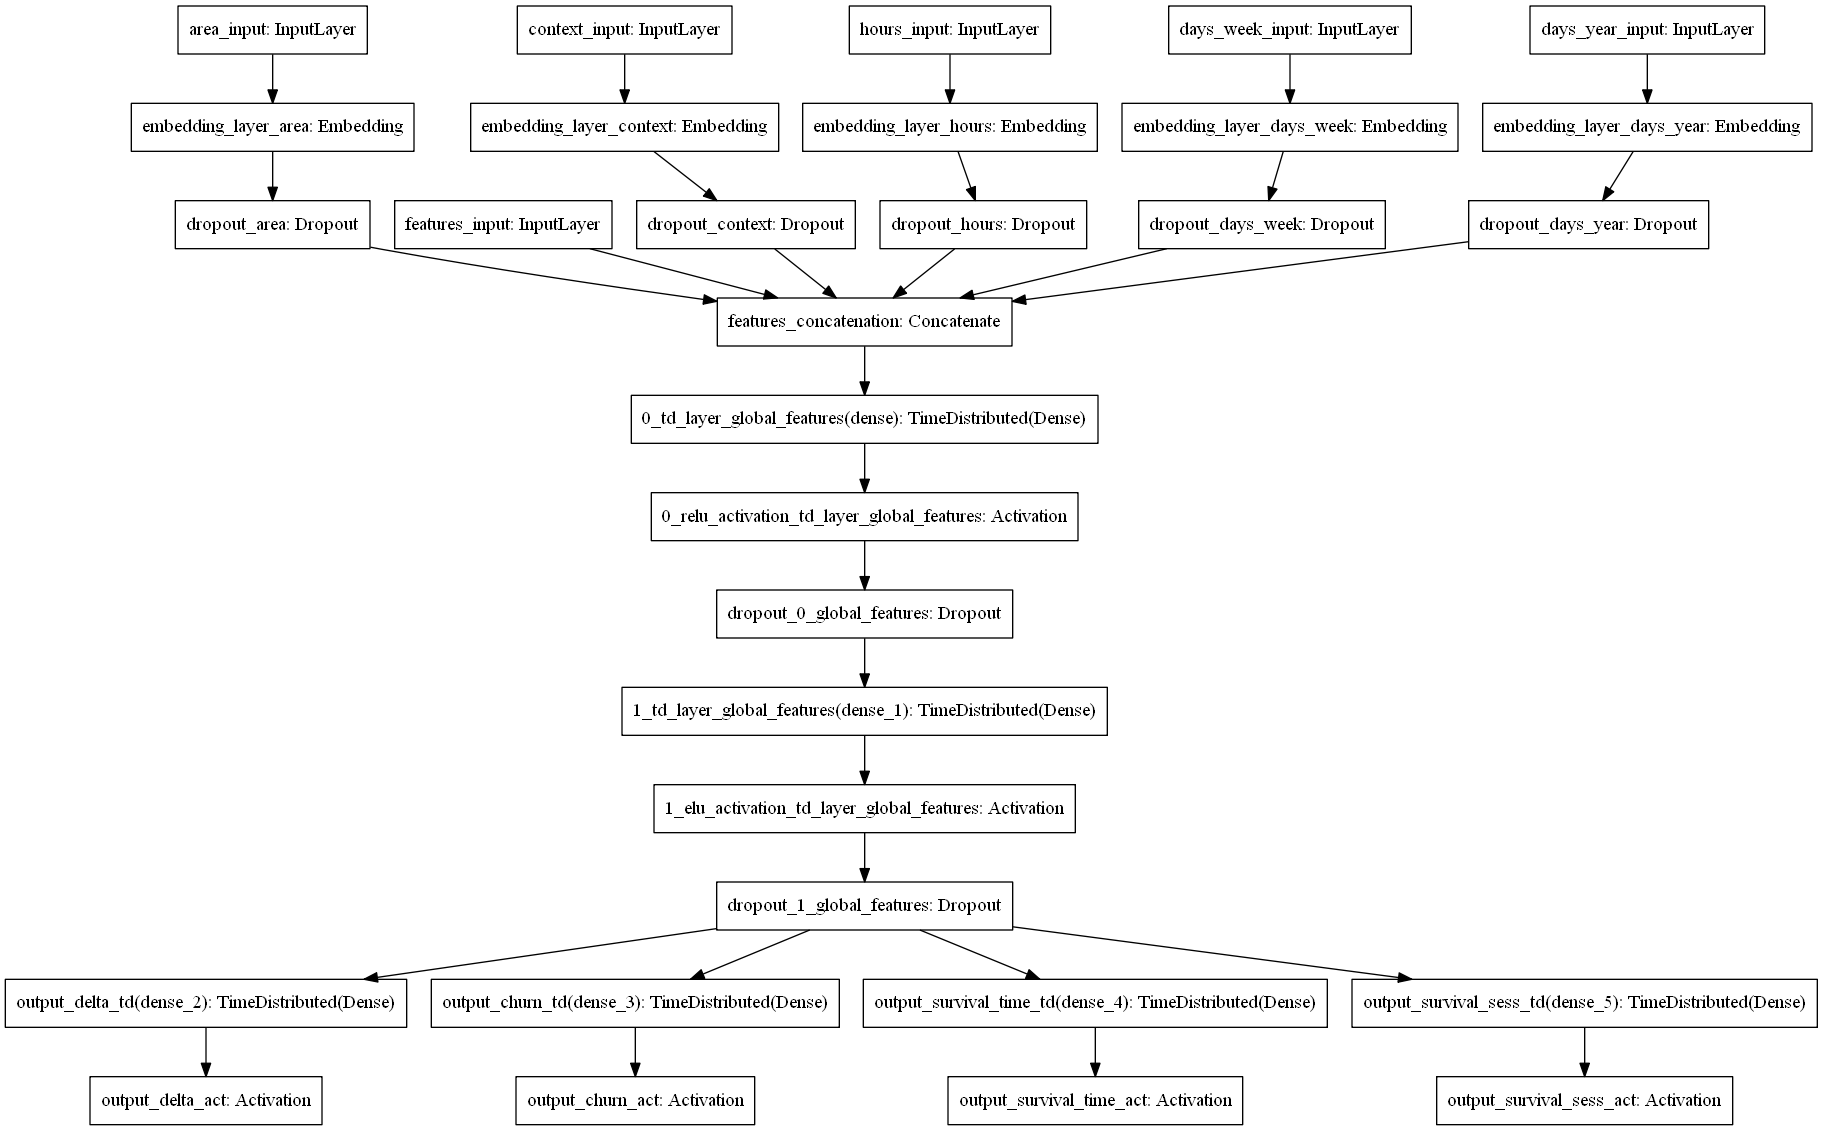 area_input: InputLayer
context_input: InputLayer
hours_input: InputLayer
days_week_input: InputLayer
days_year_input: InputLayer
embedding_layer_area: Embedding
embedding_layer_context: Embedding
embedding_layer_hours: Embedding
embedding_layer_days_week: Embedding
embedding_layer_days_year: Embedding
dropout_area: Dropout
features_input: InputLayer
dropout_context: Dropout
dropout_hours: Dropout
dropout_days_week: Dropout
dropout_days_year: Dropout
features_concatenation: Concatenate
0_td_layer_global_features(dense): TimeDistributed(Dense)
0_relu_activation_td_layer_global_features: Activation
dropout_0_global_features: Dropout
1_td_layer_global_features(dense_1): TimeDistributed(Dense)
1_elu_activation_td_layer_global_features: Activation
dropout_1_global_features: Dropout
output_delta_td(dense_2): TimeDistributed(Dense)
output_churn_td(dense_3): TimeDistributed(Dense)
output_survival_time_td(dense_4): TimeDistributed(Dense)
output_survival_sess_td(dense_5): TimeDistributed(Dense)
output_delta_act: Activation
output_churn_act: Activation
output_survival_time_act: Activation
output_survival_sess_act: Activation